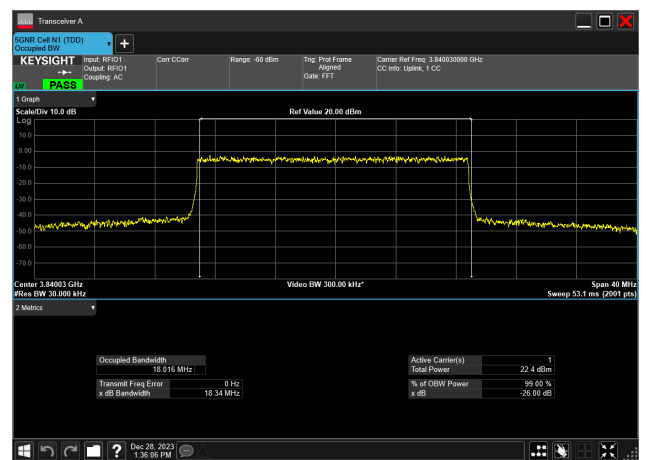 Transceiver A
5GNR Cell N1 (TDD)
Occupied BW
KEYSIGHT
Input: RFIO1
Output: RFIO1
Coupling: AC
Corr CCorr
Range: -60 dBm
Trig: Prot Frame
Aligned
Gate: FFT
Carrier Ref Freq: 3.840030000 GHz
CC Info: Uplink, 1 CC
LV PASS
1 Graph
Scale/Div 10.0 dB
Ref Value 20.00 dBm
Log
10.0
0.00
-10.0
-20.0
-30.0
-40.0
-50.0
-60.0
-70.0
Center 3.84003 GHz
Video BW 300.00 kHz*
Span 40 MHz
#Res BW 30.000 kHz
Sweep 53.1 ms (2001 pts)
2 Metrics
Occupied Bandwidth
18.016 MHz
Active Carrier(s) 1
Total Power 22.4 dBm
Transmit Freq Error 0 Hz
x dB Bandwidth 18.34 MHz
% of OBW Power 99.00 %
x dB -26.00 dB
? Dec 28, 2023
1:36:06 PM